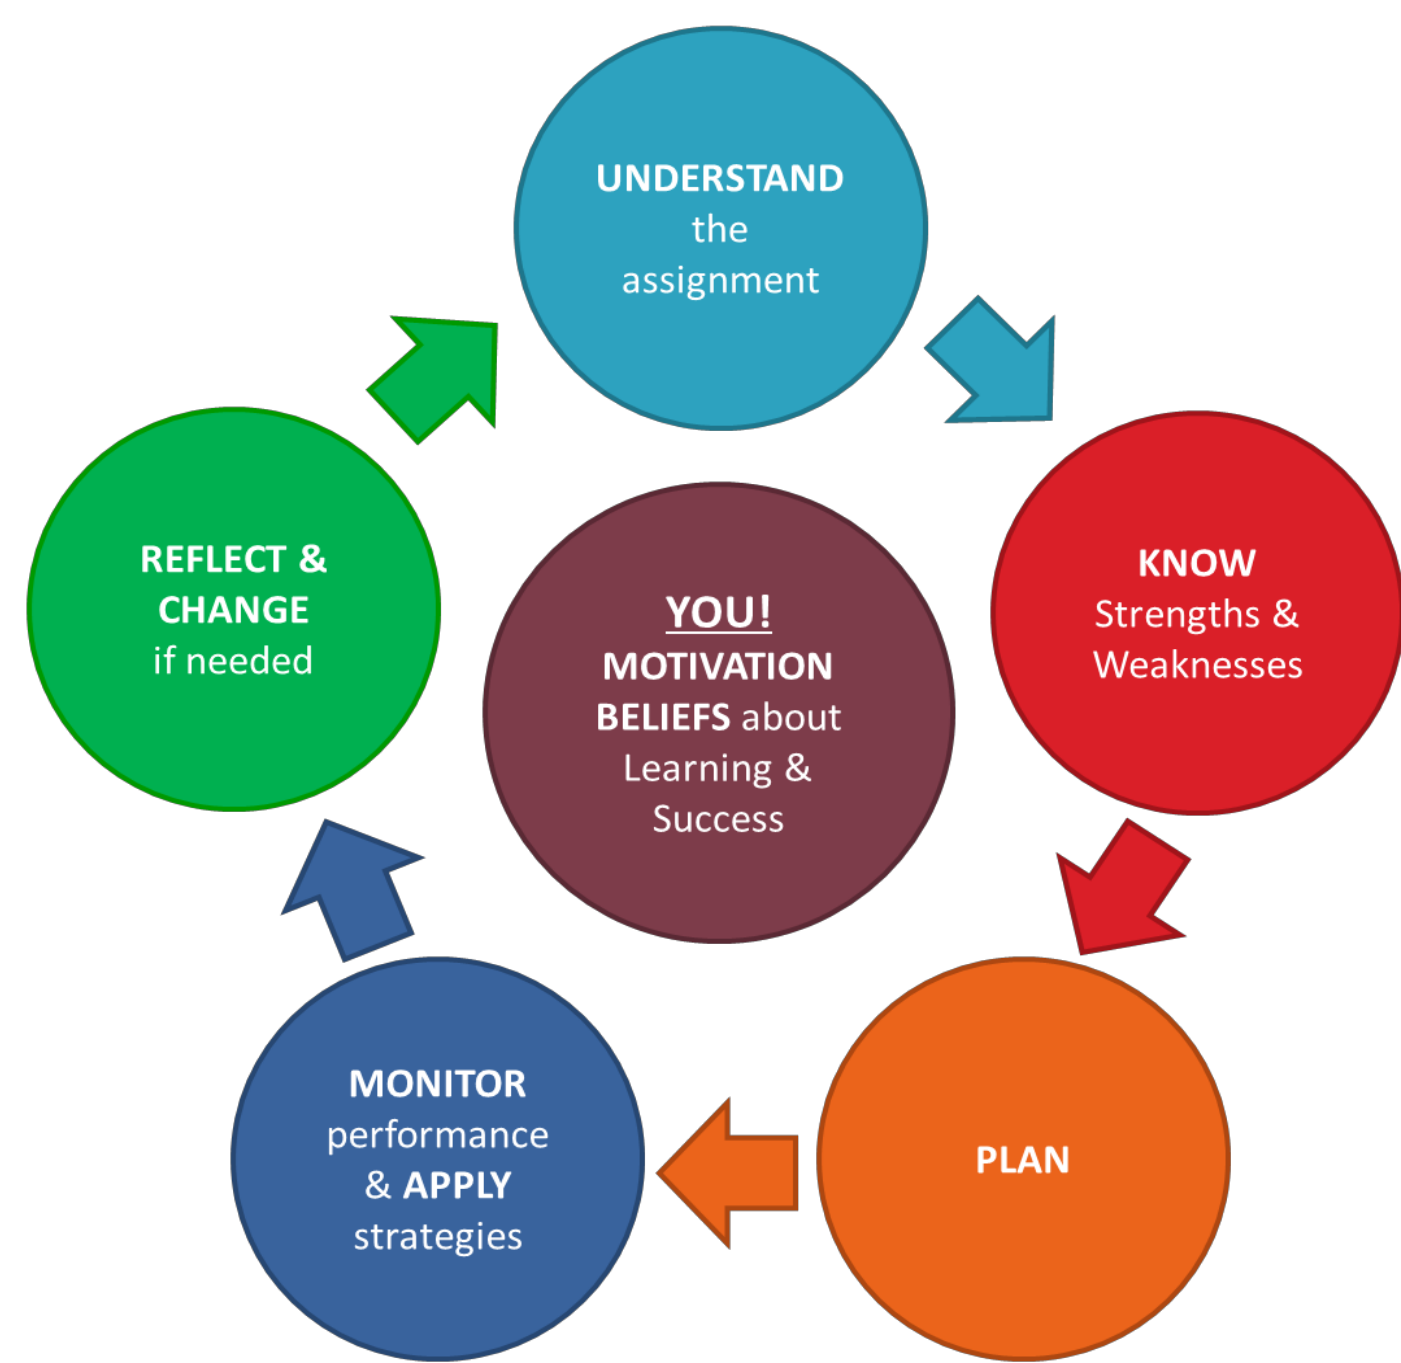 UNDERSTAND
the
assignment
KNOW
Strengths &
Weaknesses
PLAN
MONITOR
performance
& APPLY
strategies
REFLECT &
CHANGE
if needed
YOU!
MOTIVATION
BELIEFS about
Learning &
Success